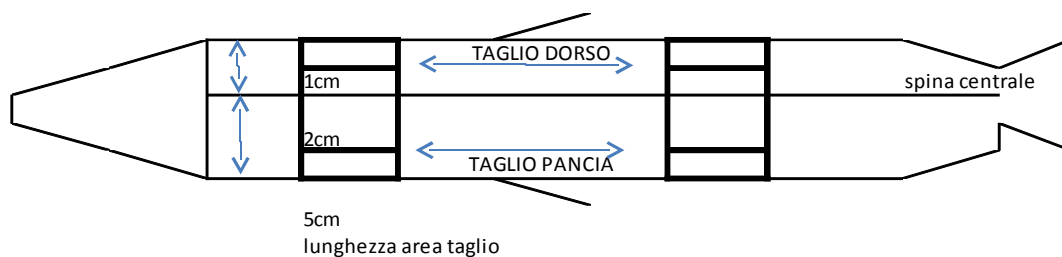 TAGLIO DORSO
1cm
spina centrale
2cm
TAGLIO PANCIA
5cm
lunghezza area taglio